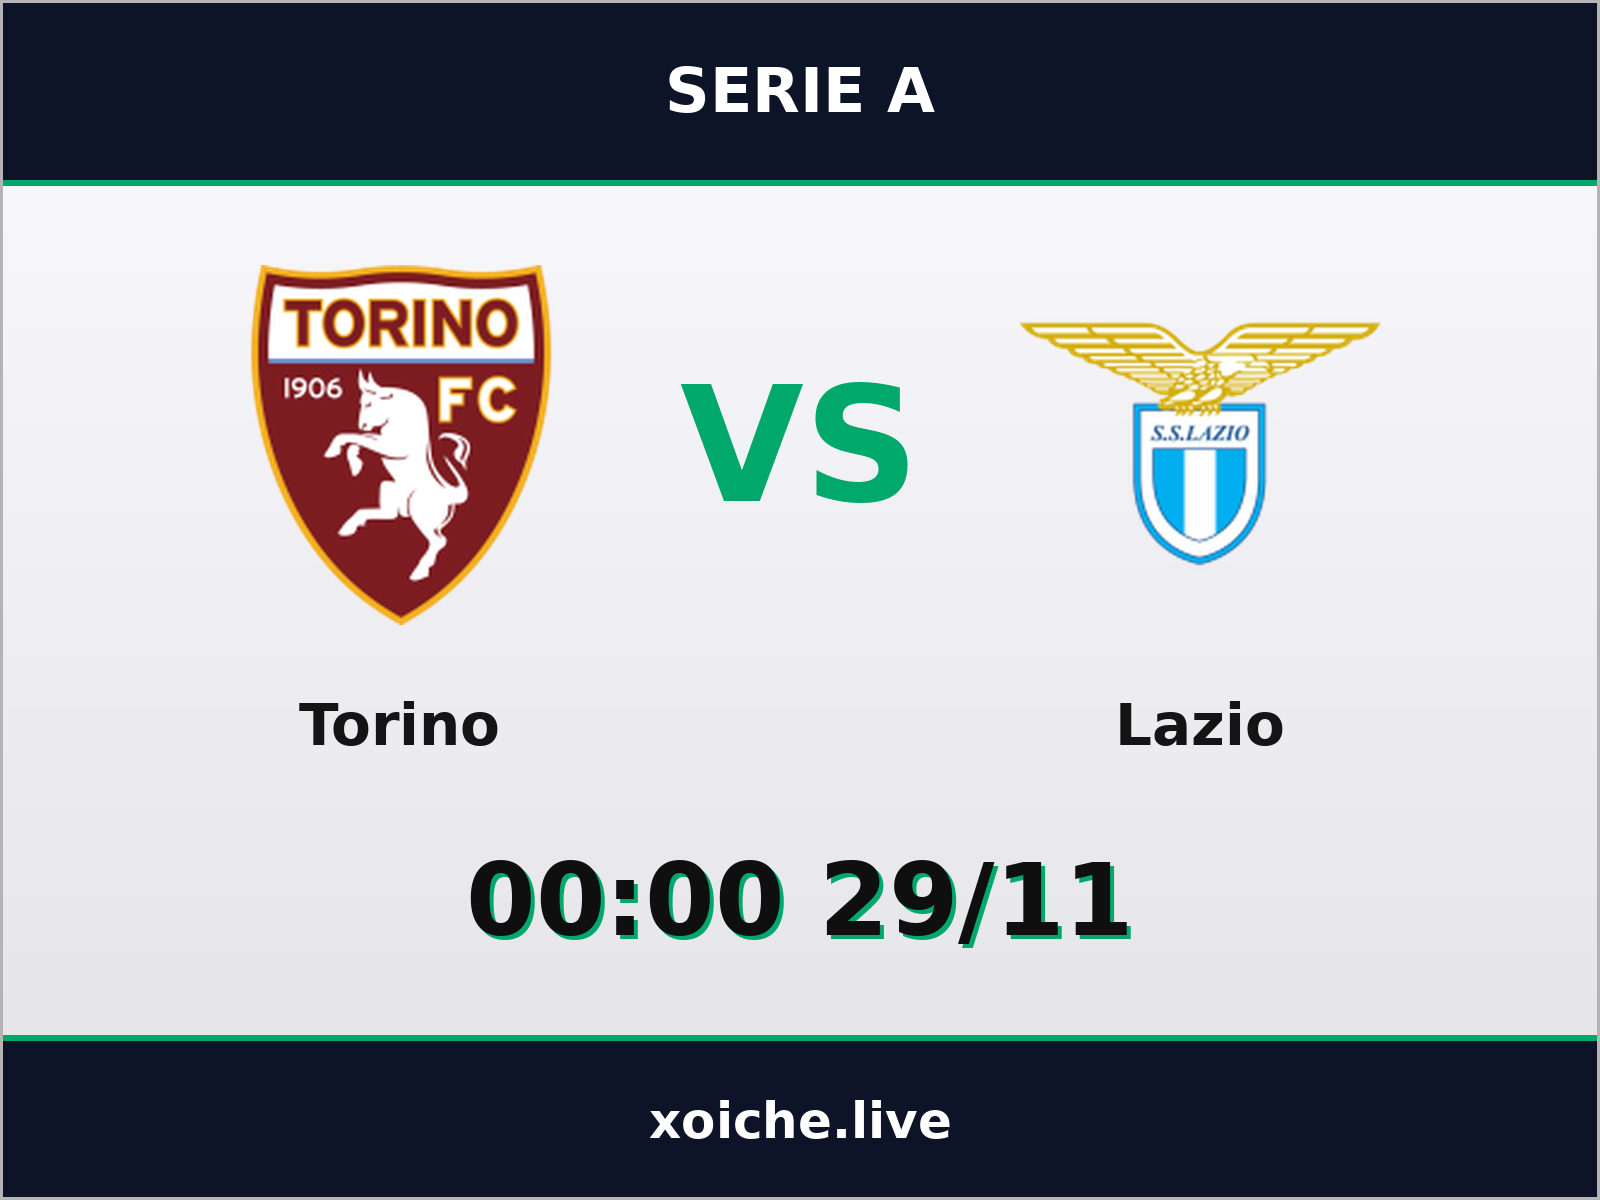 SERIE A
TORINO
1906
FC
VS
S.S.LAZIO
Torino
Lazio
00:00 29/11
xoiche.live